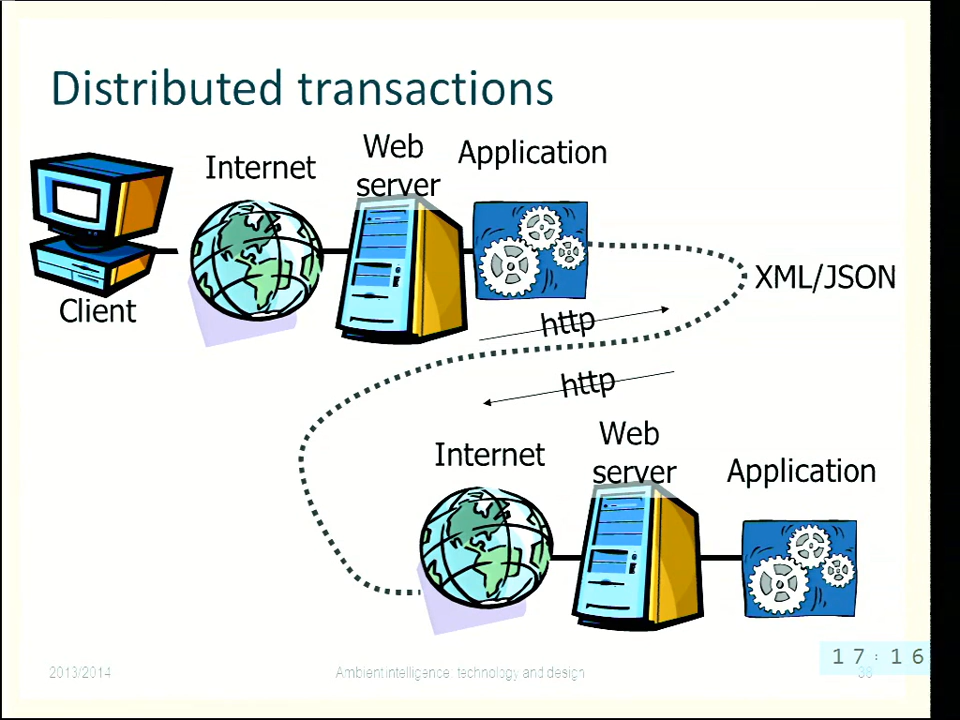 Distributed transactions
Internet
Web
server
Application
Client
XML/JSON
http
http
Internet
Web
server
Application
2013/2014
Ambient intelligence: technology and design
38
17:16